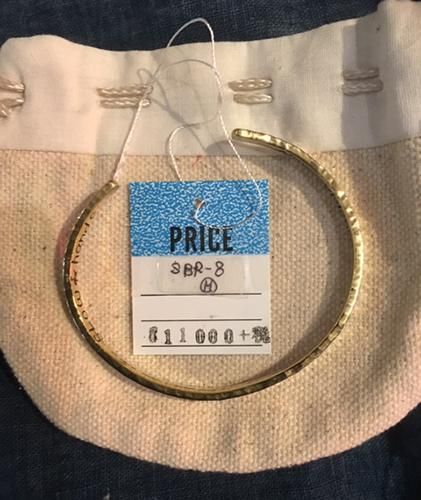 PRICE
SBR-8
Ⓗ
¥11000+税